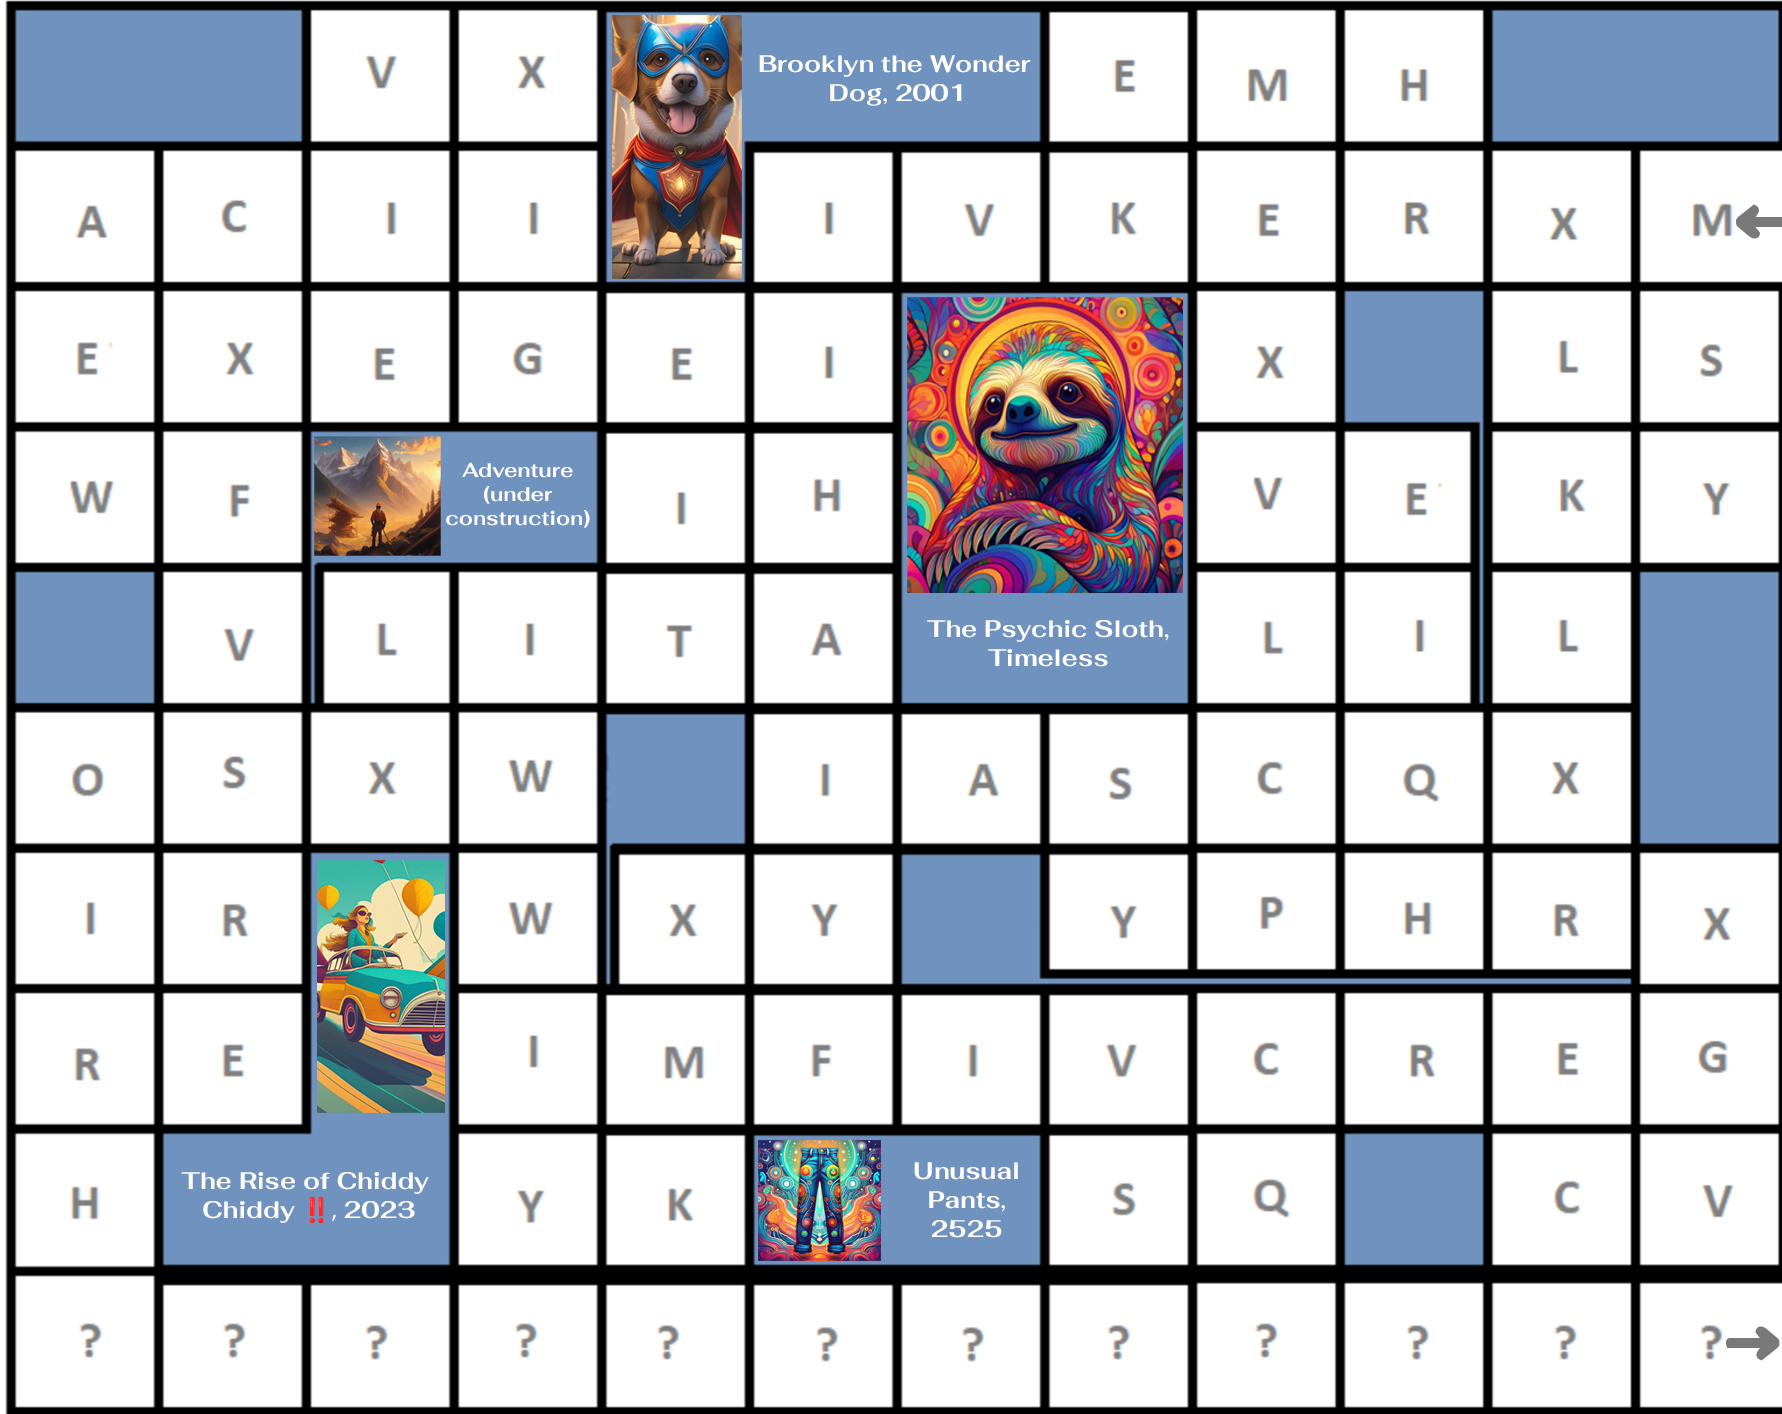 V X Brooklyn the Wonder E M H
Dog, 2001
A C I I I V K E R X M
E X E G E I X L S
W F Adventure I H V E K Y
(under
construction)
V L I T A The Psychic Sloth, L I L
Timeless
O S X W I A S C Q X
I R W X Y Y P H R X
R E I M F I V C R E G
H The Rise of Chiddy Y K Unusual S Q C V
Chiddy ‼️, 2023 Pants,
2525
? ? ? ? ? ? ? ? ? ? ? ?